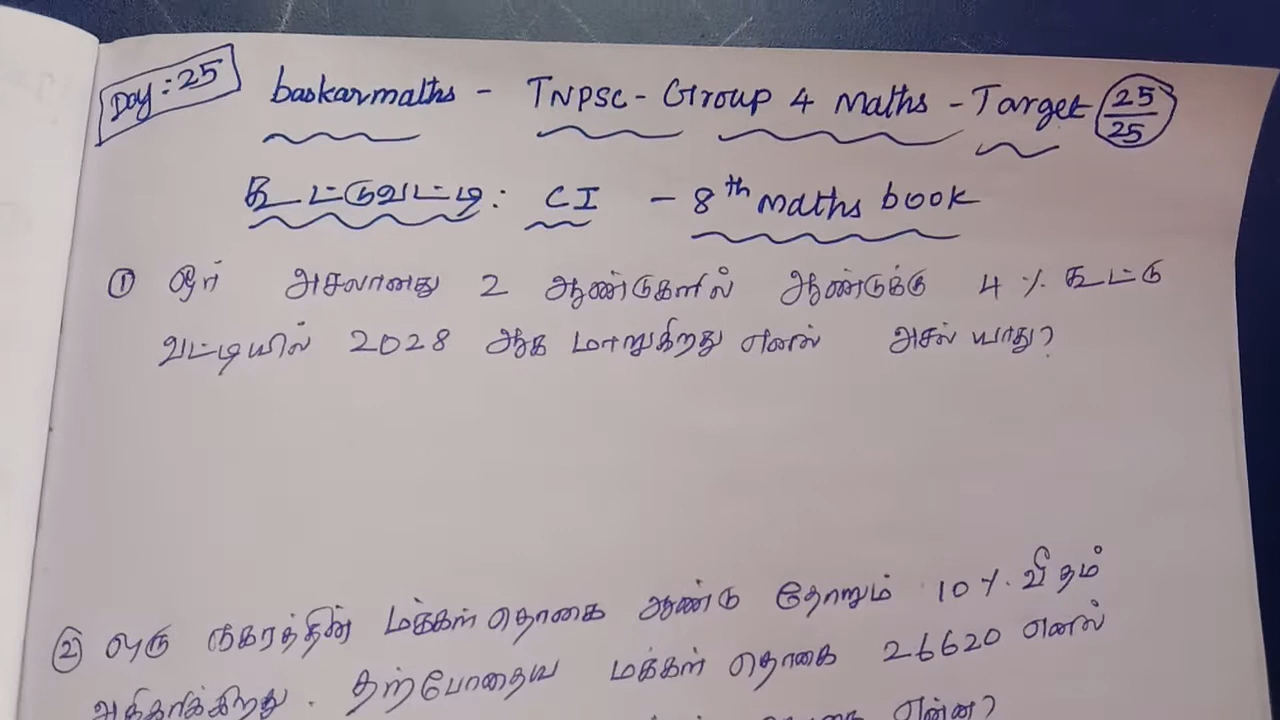 Day: 25
baskarmaths - TNPSC - Group 4 Maths - Target 25/25
கூட்டுவட்டி: CI - 8th maths book
① ஓர் அசலானது 2 ஆண்டுகளில் ஆண்டுக்கு 4% கூட்டு
வட்டியில் 2028 ஆக மாறுகிறது எனில் அசல் யாது?
② ஒரு நகரத்தின் மக்கள் தொகை ஆண்டு தோறும் 10% வீதம்
அதிகரிக்கிறது. தற்போதைய மக்கள் தொகை 26620 எனில்
என்ன?